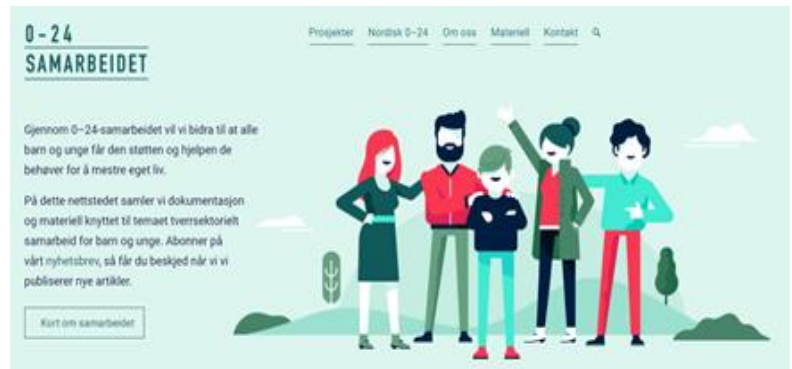 0-24
SAMARBEIDET
Prosjekter Nordisk 0–24 Om oss Materiell Kontakt
Gjennom 0–24-samarbeidet vil vi bidra til at alle
barn og unge får den støtten og hjelpen de
behøver for å mestre eget liv.
På dette nettstedet samler vi dokumentasjon
og materiell knyttet til temaet tverrsektorielt
samarbeid for barn og unge. Abonner på
vårt nyhetsbrev, så får du beskjed når vi vi
publiserer nye artikler.
Kort om samarbeidet